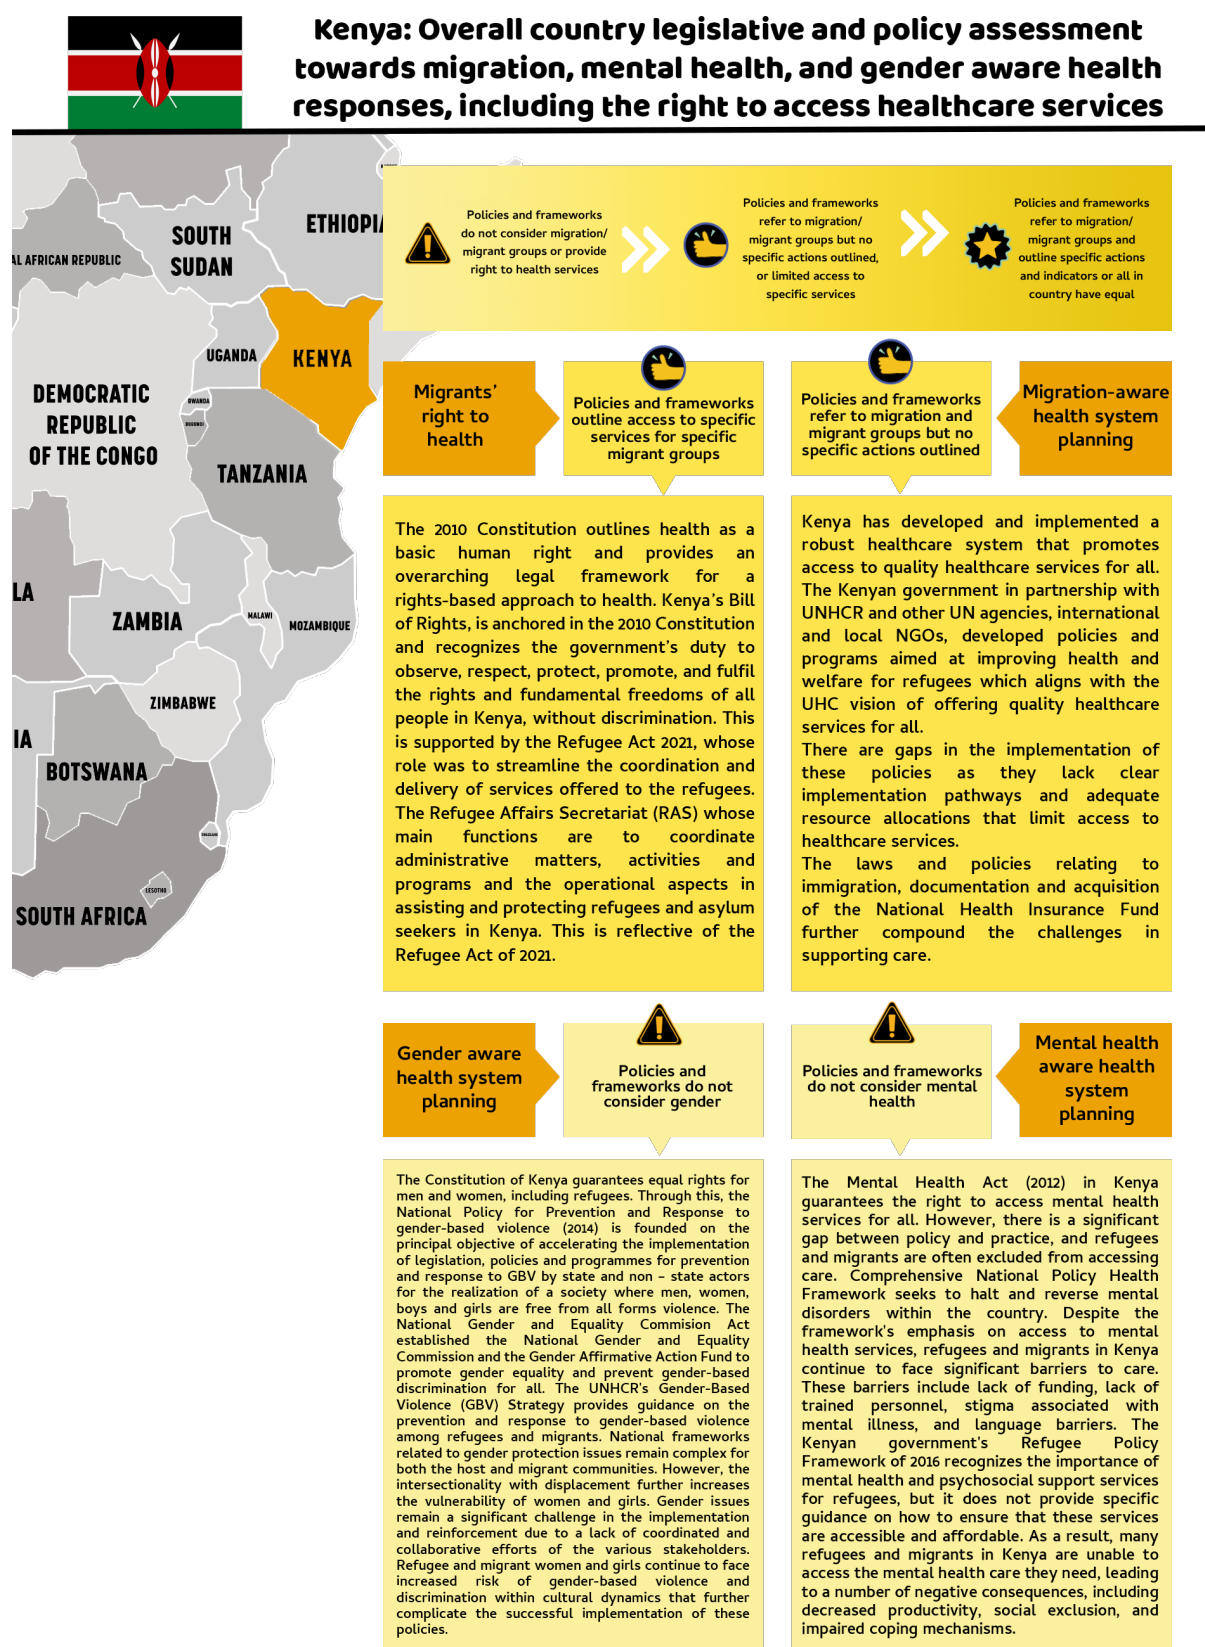 Kenya: Overall country legislative and policy assessment
towards migration, mental health, and gender aware health
responses, including the right to access healthcare services
SOUTH
SUDAN
ETHIOPIA
AL AFRICAN REPUBLIC
UGANDA
KENYA
DEMOCRATIC
REPUBLIC
OF THE CONGO
RWANDA
BURUNDI
TANZANIA
LA
ZAMBIA
MALAWI
MOZAMBIQUE
ZIMBABWE
IA
BOTSWANA
LESOTHO
SOUTH AFRICA
Policies and frameworks
do not consider migration/
migrant groups or provide
right to health services
Policies and frameworks
refer to migration/
migrant groups but no
specific actions outlined,
or limited access to
specific services
Policies and frameworks
refer to migration/
migrant groups and
outline specific actions
and indicators or all in
country have equal
Migrants’
right to
health
Policies and frameworks
outline access to specific
services for specific
migrant groups
Policies and frameworks
refer to migration and
migrant groups but no
specific actions outlined
Migration-aware
health system
planning
The 2010 Constitution outlines health as a
basic human right and provides an
overarching legal framework for a
rights-based approach to health. Kenya’s Bill
of Rights, is anchored in the 2010 Constitution
and recognizes the government’s duty to
observe, respect, protect, promote, and fulfil
the rights and fundamental freedoms of all
people in Kenya, without discrimination. This
is supported by the Refugee Act 2021, whose
role was to streamline the coordination and
delivery of services offered to the refugees.
The Refugee Affairs Secretariat (RAS) whose
main functions are to coordinate
administrative matters, activities and
programs and the operational aspects in
assisting and protecting refugees and asylum
seekers in Kenya. This is reflective of the
Refugee Act of 2021.
Kenya has developed and implemented a
robust healthcare system that promotes
access to quality healthcare services for all.
The Kenyan government in partnership with
UNHCR and other UN agencies, international
and local NGOs, developed policies and
programs aimed at improving health and
welfare for refugees which aligns with the
UHC vision of offering quality healthcare
services for all.
There are gaps in the implementation of
these policies as they lack clear
implementation pathways and adequate
resource allocations that limit access to
healthcare services.
The laws and policies relating to
immigration, documentation and acquisition
of the National Health Insurance Fund
further compound the challenges in
supporting care.
Gender aware
health system
planning
Policies and
frameworks do not
consider gender
Policies and frameworks
do not consider mental
health
Mental health
aware health
system
planning
The Constitution of Kenya guarantees equal rights for
men and women, including refugees. Through this, the
National Policy for Prevention and Response to
gender-based violence (2014) is founded on the
principal objective of accelerating the implementation
of legislation, policies and programmes for prevention
and response to GBV by state and non – state actors
for the realization of a society where men, women,
boys and girls are free from all forms violence. The
National Gender and Equality Commision Act
established the National Gender and Equality
Commission and the Gender Affirmative Action Fund to
promote gender equality and prevent gender-based
discrimination for all. The UNHCR's Gender-Based
Violence (GBV) Strategy provides guidance on the
prevention and response to gender-based violence
among refugees and migrants. National frameworks
related to gender protection issues remain complex for
both the host and migrant communities. However, the
intersectionality with displacement further increases
the vulnerability of women and girls. Gender issues
remain a significant challenge in the implementation
and reinforcement due to a lack of coordinated and
collaborative efforts of the various stakeholders.
Refugee and migrant women and girls continue to face
increased risk of gender-based violence and
discrimination within cultural dynamics that further
complicate the successful implementation of these
policies.
The Mental Health Act (2012) in Kenya
guarantees the right to access mental health
services for all. However, there is a significant
gap between policy and practice, and refugees
and migrants are often excluded from accessing
care. Comprehensive National Policy Health
Framework seeks to halt and reverse mental
disorders within the country. Despite the
framework's emphasis on access to mental
health services, refugees and migrants in Kenya
continue to face significant barriers to care.
These barriers include lack of funding, lack of
trained personnel, stigma associated with
mental illness, and language barriers. The
Kenyan government's Refugee Policy
Framework of 2016 recognizes the importance of
mental health and psychosocial support services
for refugees, but it does not provide specific
guidance on how to ensure that these services
are accessible and affordable. As a result, many
refugees and migrants in Kenya are unable to
access the mental health care they need, leading
to a number of negative consequences, including
decreased productivity, social exclusion, and
impaired coping mechanisms.